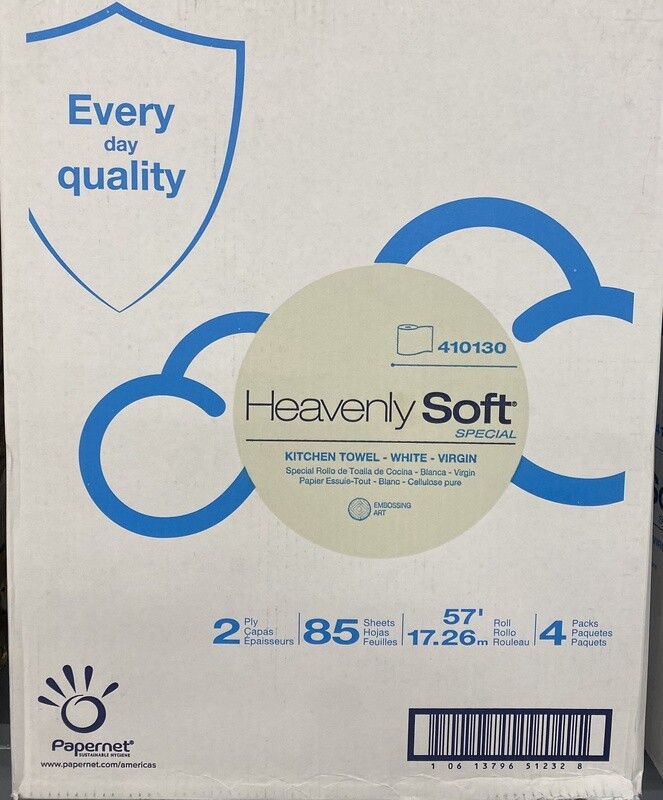 Every
day
quality
410130
Heavenly Soft®
SPECIAL
KITCHEN TOWEL - WHITE - VIRGIN
Special Rollo de Toalla de Cocina - Blanca - Virgin
Papier Essuie-Tout - Blanc - Cellulose pure
EMBOSSING
ART
2 Ply
Capas
Épaisseurs
85 Sheets
Hojas
Feuilles
57'
17.26m
Roll
Rollo
Rouleau
4 Packs
Paquetes
Paquets
Papernet®
SUSTAINABLE HYGIENE
www.papernet.com/americas
1 06 13796 51232 8